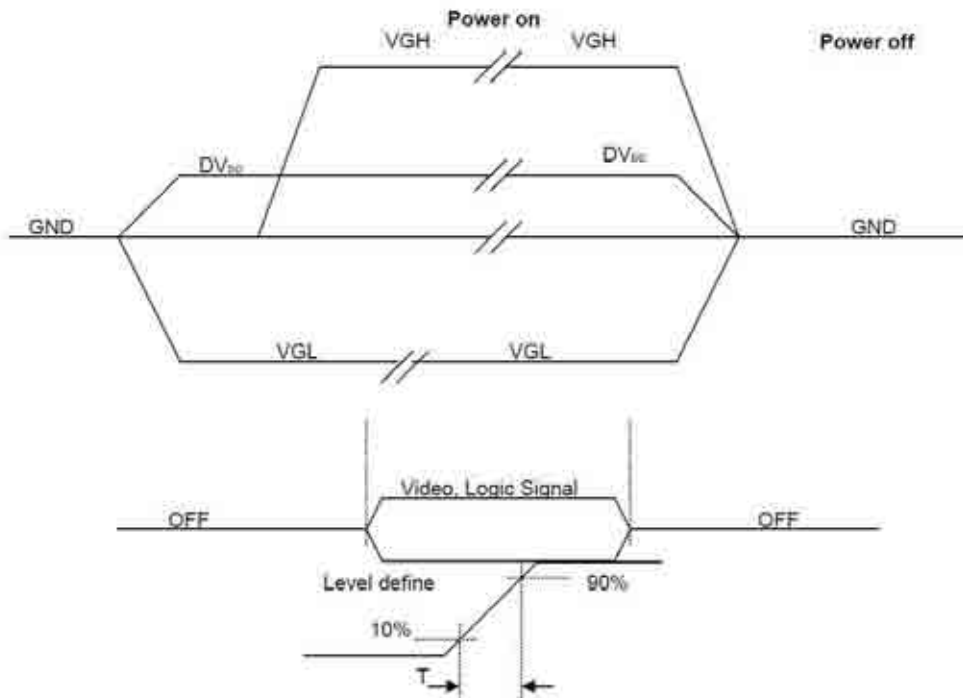 Power on
VGH VGH
Power off
DV
DV
GND
GND
VGL
VGL
Video, Logic Signal
OFF
OFF
Level define
90%
10%
T